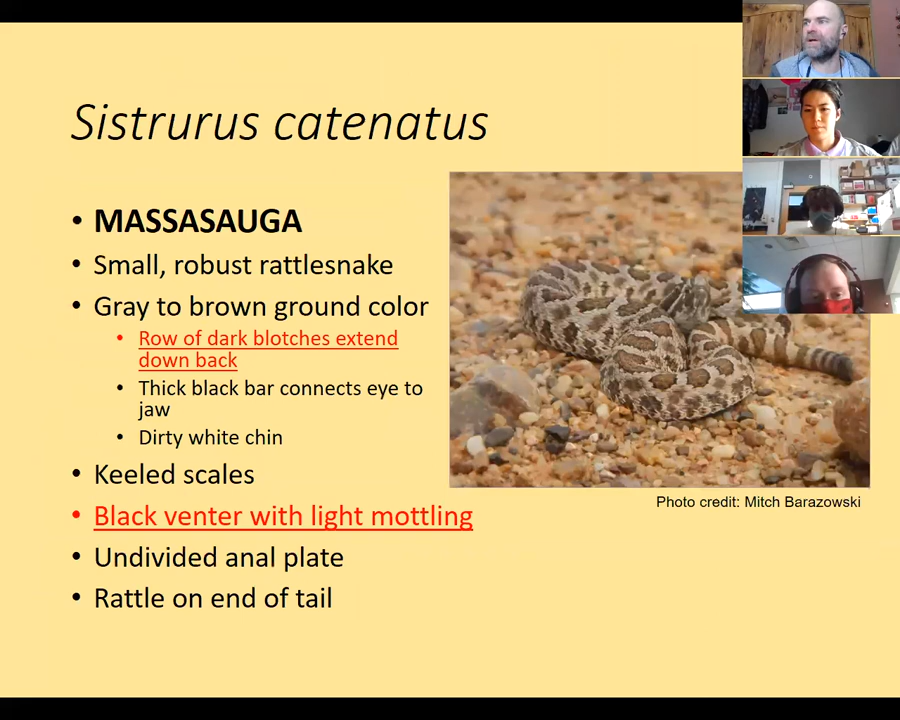 Sistrurus catenatus
• MASSASAUGA
• Small, robust rattlesnake
• Gray to brown ground color
• Row of dark blotches extend
down back
• Thick black bar connects eye to
jaw
• Dirty white chin
• Keeled scales
• Black venter with light mottling
• Undivided anal plate
• Rattle on end of tail
Photo credit: Mitch Barazowski